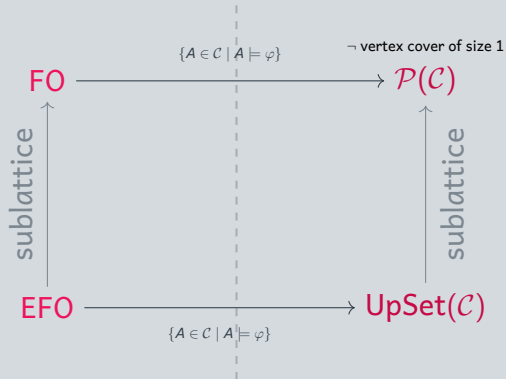 {A ∈ C | A ⊨ φ}
¬ vertex cover of size 1
FO
𝒫(𝒞)
sublattice
sublattice
EFO
UpSet(𝒞)
{A ∈ C | A ⊨ φ}